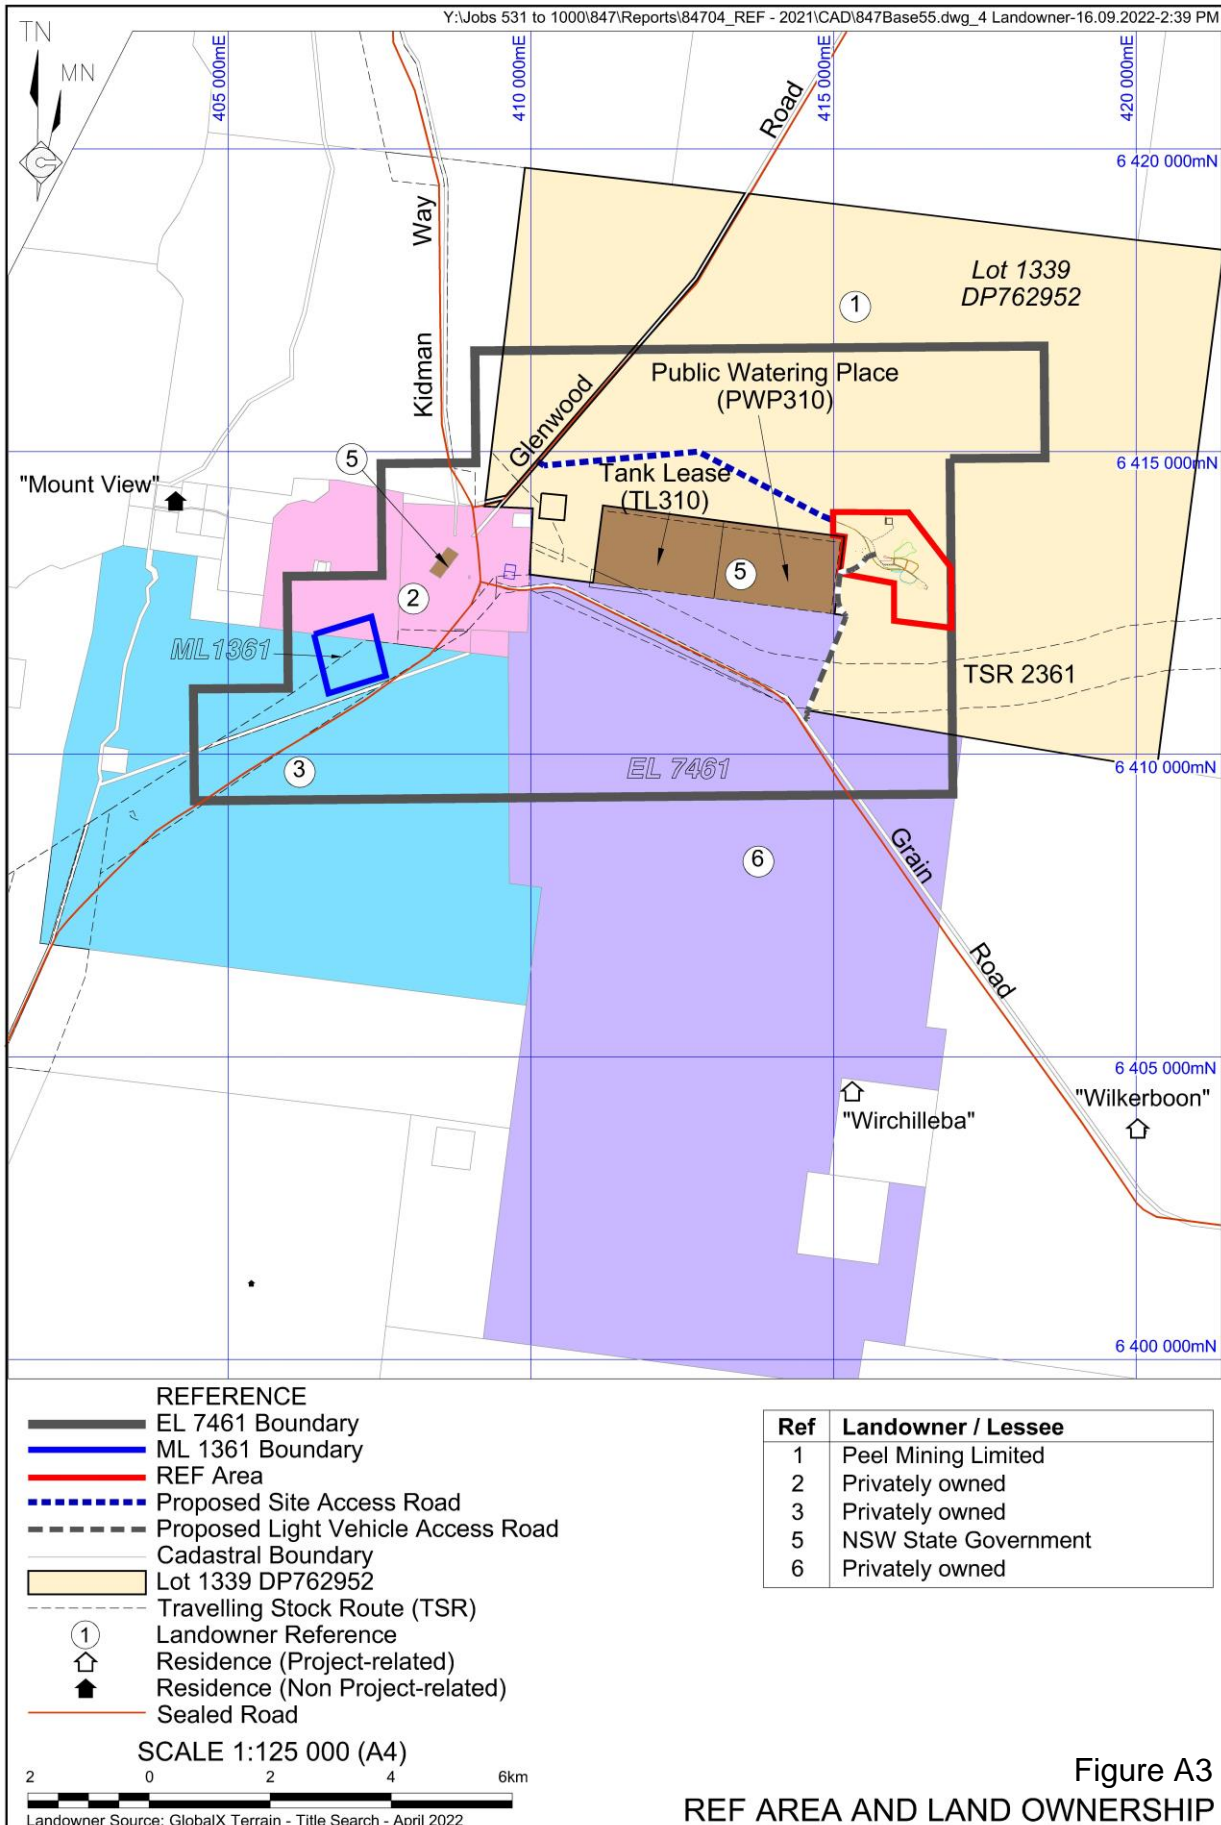 Y:\Jobs 531 to 1000\847\Reports\84704_REF - 2021\CAD\847Base55.dwg_4 Landowner-16.09.2022-2:39 PM
TN
MN
405 000mE
410 000mE
415 000mE
420 000mE
Road
6 420 000mN
Way
Lot 1339
DP762952
1
Kidman
Public Watering Place
(PWP310)
Glenwood
5
6 415 000mN
"Mount View"
Tank Lease
(TL310)
5
2
ML1361
TSR 2361
3
EL 7461
6 410 000mN
6
Grain
Road
6 405 000mN
"Wilkerboon"
"Wirchilleba"
6 400 000mN
REFERENCE
EL 7461 Boundary
ML 1361 Boundary
REF Area
Proposed Site Access Road
Proposed Light Vehicle Access Road
Cadastral Boundary
Lot 1339 DP762952
Travelling Stock Route (TSR)
1 Landowner Reference
Residence (Project-related)
Residence (Non Project-related)
Sealed Road
SCALE 1:125 000 (A4)
2 0 2 4 6km
Landowner Source: GlobalX Terrain - Title Search - April 2022
Ref Landowner / Lessee
1 Peel Mining Limited
2 Privately owned
3 Privately owned
5 NSW State Government
6 Privately owned
Figure A3
REF AREA AND LAND OWNERSHIP